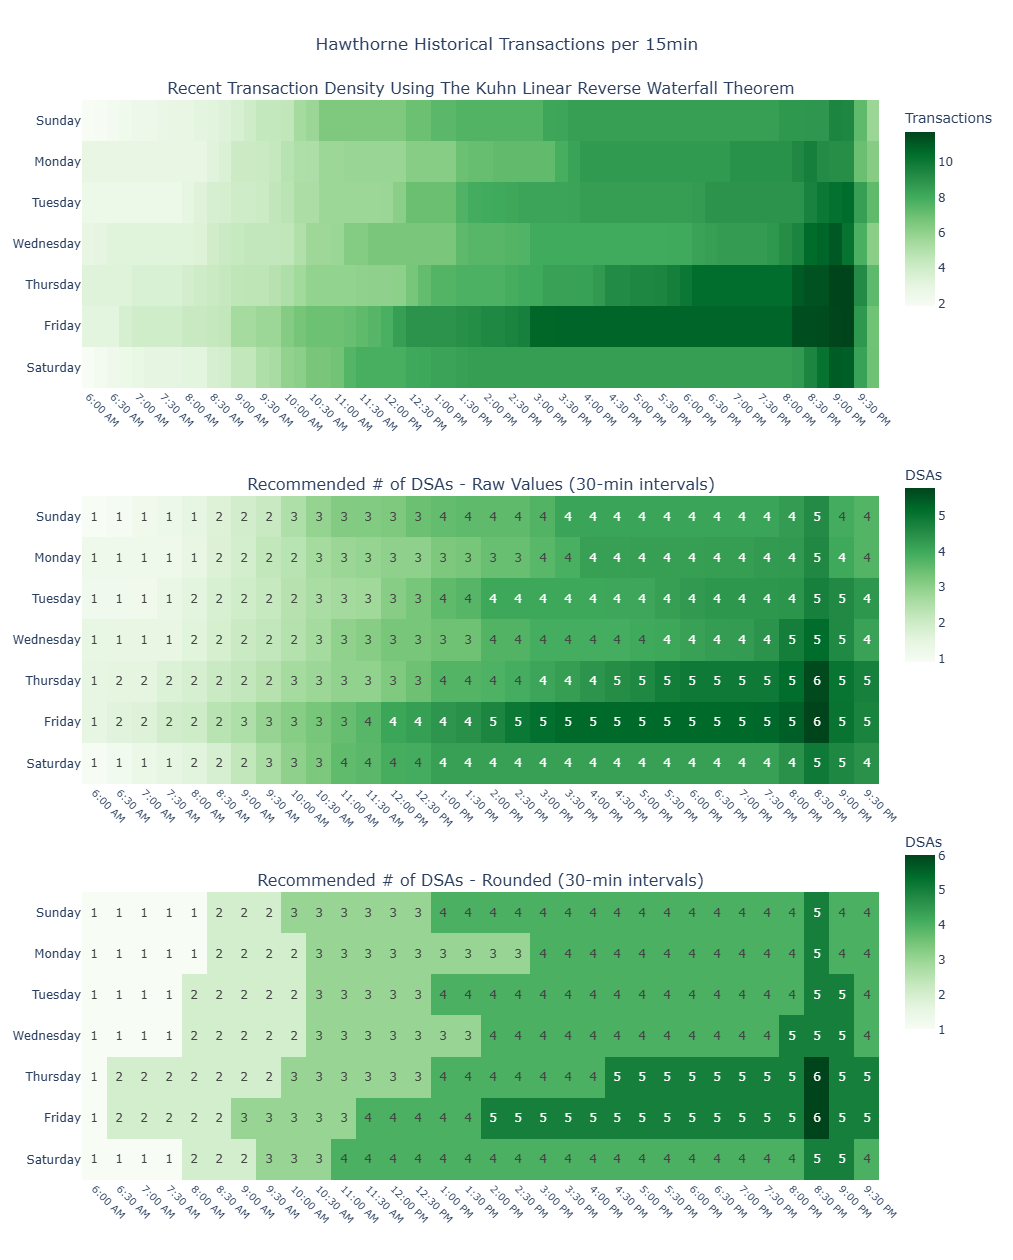 Hawthorne Historical Transactions per 15min
Recent Transaction Density Using The Kuhn Linear Reverse Waterfall Theorem
Sunday
Monday
Tuesday
Wednesday
Thursday
Friday
Saturday
6:00 AM 6:30 AM 7:00 AM 7:30 AM 8:00 AM 8:30 AM 9:00 AM 9:30 AM 10:00 AM 10:30 AM 11:00 AM 11:30 AM 12:00 PM 12:30 PM 1:00 PM 1:30 PM 2:00 PM 2:30 PM 3:00 PM 3:30 PM 4:00 PM 4:30 PM 5:00 PM 5:30 PM 6:00 PM 6:30 PM 7:00 PM 7:30 PM 8:00 PM 8:30 PM 9:00 PM 9:30 PM
Transactions
10
8
6
4
2
Recommended # of DSAs - Raw Values (30-min intervals)
Sunday 1 1 1 1 1 2 2 2 3 3 3 3 3 3 4 4 4 4 4 4 4 4 4 4 4 4 4 4 4 5 4 4
Monday 1 1 1 1 1 2 2 2 2 3 3 3 3 3 3 3 3 3 4 4 4 4 4 4 4 4 4 4 4 5 4 4
Tuesday 1 1 1 1 2 2 2 2 2 3 3 3 3 3 4 4 4 4 4 4 4 4 4 4 4 4 4 4 4 5 5 4
Wednesday 1 1 1 1 2 2 2 2 2 3 3 3 3 3 3 3 4 4 4 4 4 4 4 4 4 4 4 4 5 5 5 4
Thursday 1 2 2 2 2 2 2 2 3 3 3 3 3 3 4 4 4 4 4 4 4 5 5 5 5 5 5 5 5 6 5 5
Friday 1 2 2 2 2 2 3 3 3 3 3 4 4 4 4 4 5 5 5 5 5 5 5 5 5 5 5 5 5 6 5 5
Saturday 1 1 1 1 2 2 2 3 3 3 4 4 4 4 4 4 4 4 4 4 4 4 4 4 4 4 4 4 4 5 5 4
6:00 AM 6:30 AM 7:00 AM 7:30 AM 8:00 AM 8:30 AM 9:00 AM 9:30 AM 10:00 AM 10:30 AM 11:00 AM 11:30 AM 12:00 PM 12:30 PM 1:00 PM 1:30 PM 2:00 PM 2:30 PM 3:00 PM 3:30 PM 4:00 PM 4:30 PM 5:00 PM 5:30 PM 6:00 PM 6:30 PM 7:00 PM 7:30 PM 8:00 PM 8:30 PM 9:00 PM 9:30 PM
DSAs
5
4
3
2
1
Recommended # of DSAs - Rounded (30-min intervals)
Sunday 1 1 1 1 1 2 2 2 3 3 3 3 3 3 4 4 4 4 4 4 4 4 4 4 4 4 4 4 4 5 4 4
Monday 1 1 1 1 1 2 2 2 2 3 3 3 3 3 3 3 3 3 4 4 4 4 4 4 4 4 4 4 4 5 4 4
Tuesday 1 1 1 1 2 2 2 2 2 3 3 3 3 3 4 4 4 4 4 4 4 4 4 4 4 4 4 4 4 5 5 4
Wednesday 1 1 1 1 2 2 2 2 2 3 3 3 3 3 3 3 4 4 4 4 4 4 4 4 4 4 4 4 5 5 5 4
Thursday 1 2 2 2 2 2 2 2 3 3 3 3 3 3 4 4 4 4 4 4 4 5 5 5 5 5 5 5 5 6 5 5
Friday 1 2 2 2 2 2 3 3 3 3 3 4 4 4 4 4 5 5 5 5 5 5 5 5 5 5 5 5 5 6 5 5
Saturday 1 1 1 1 2 2 2 3 3 3 4 4 4 4 4 4 4 4 4 4 4 4 4 4 4 4 4 4 4 5 5 4
6:00 AM 6:30 AM 7:00 AM 7:30 AM 8:00 AM 8:30 AM 9:00 AM 9:30 AM 10:00 AM 10:30 AM 11:00 AM 11:30 AM 12:00 PM 12:30 PM 1:00 PM 1:30 PM 2:00 PM 2:30 PM 3:00 PM 3:30 PM 4:00 PM 4:30 PM 5:00 PM 5:30 PM 6:00 PM 6:30 PM 7:00 PM 7:30 PM 8:00 PM 8:30 PM 9:00 PM 9:30 PM
DSAs
6
5
4
3
2
1